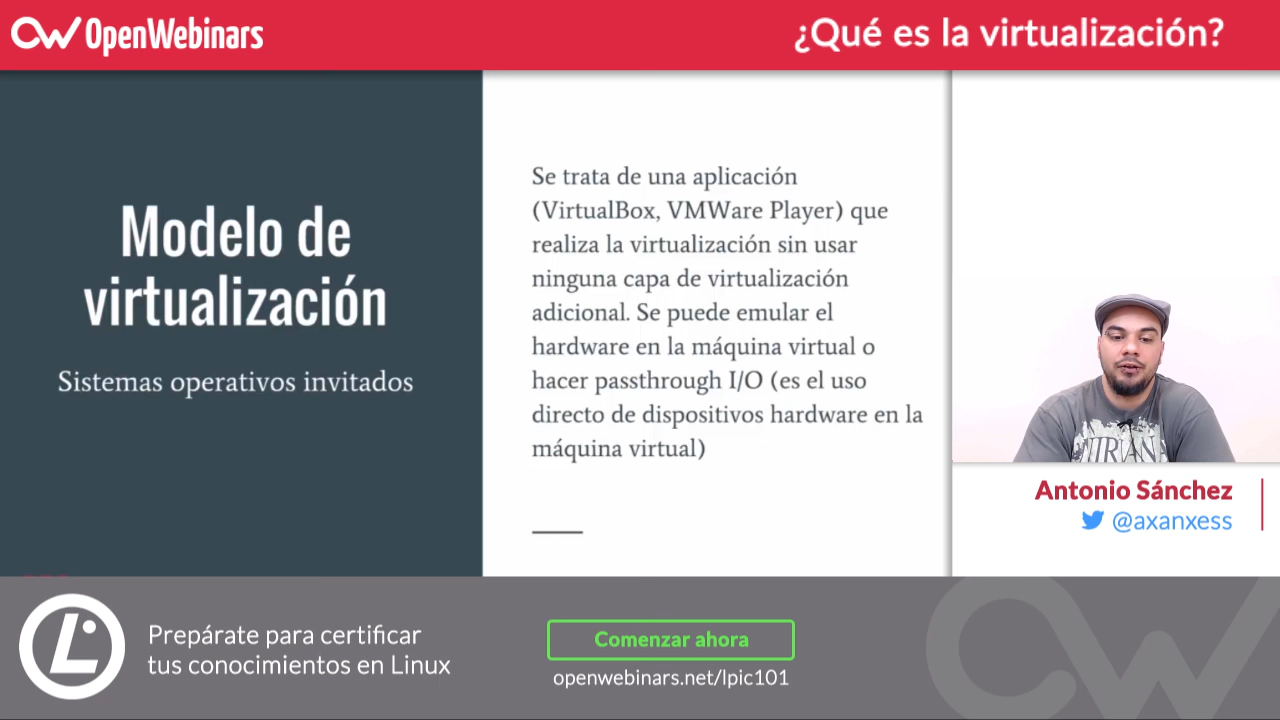 OpenWebinars
¿Qué es la virtualización?
Modelo de
virtualización
Sistemas operativos invitados
Se trata de una aplicación
(VirtualBox, VMWare Player) que
realiza la virtualización sin usar
ninguna capa de virtualización
adicional. Se puede emular el
hardware en la máquina virtual o
hacer passthrough I/O (es el uso
directo de dispositivos hardware en la
máquina virtual)
NIRVANA
Antonio Sánchez
@axanxess
Prepárate para certificar
tus conocimientos en Linux
Comenzar ahora
openwebinars.net/lpic101